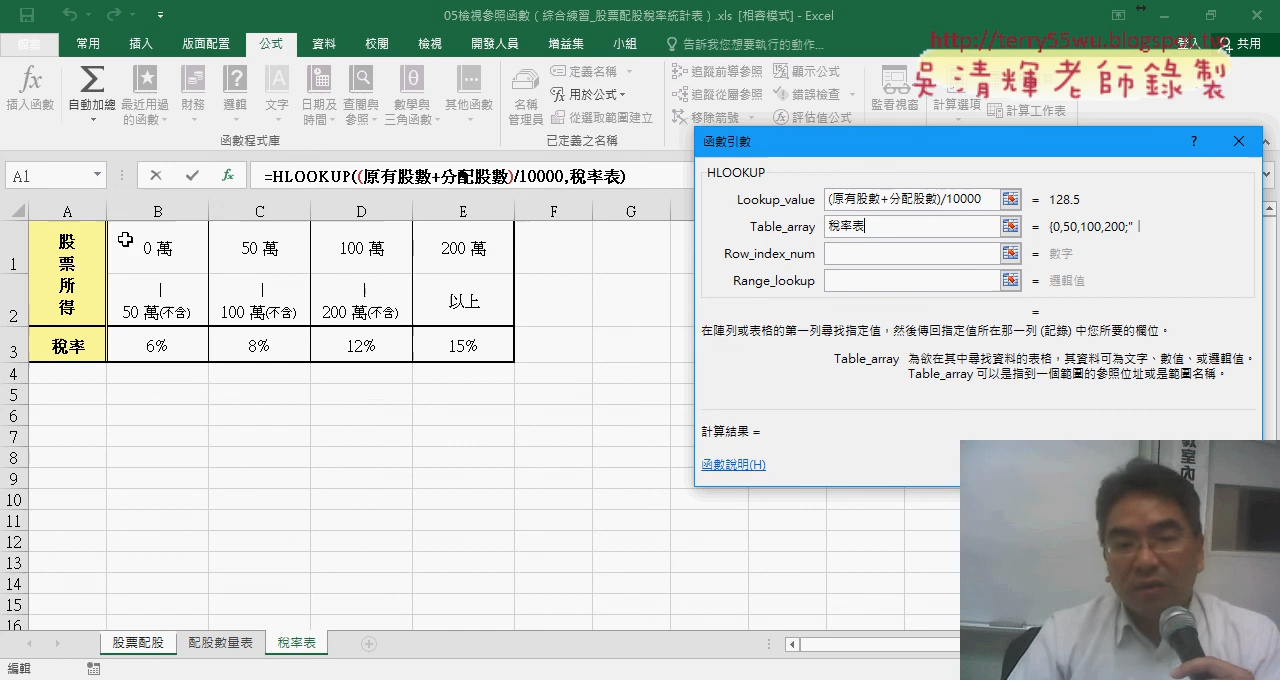 05檢視參照函數（綜合練習_股票配股稅率統計表）.xls [相容模式] - Excel
http://terry55wu.blogspot.tw
吳清輝老師錄製
常用 插入 版面配置 公式 資料 校閱 檢視 開發人員 增益集 小組 告訴我您想要執行的動作... 登入 共用
插入函數 自動加總 最近用過的函數 財務 邏輯 文字 日期及時間 查閱與 數學與三角函數 其他函數
函數程式庫
名稱管理員 定義名稱 用於公式 從選取範圍建立
已定義之名稱
追蹤前導參照 追蹤從屬參照 移除箭號 顯示公式 錯誤檢查 評估值公式
監看視窗 計算選項 計算工作表
A1 =HLOOKUP((原有股數+分配股數)/10000,稅率表)
A B C D E F G
1 2 3 4 5 6 7 8 9 10 11 12 13 14 15 16
股票所得 0 萬 50 萬 100 萬 200 萬
| | |
50 萬(不含) 100 萬(不含) 200 萬(不含) 以上
稅率 6% 8% 12% 15%
函數引數 ?
HLOOKUP
Lookup_value (原有股數+分配股數)/10000 = 128.5
Table_array 稅率表 = {0,50,100,200;"|
Row_index_num = 數字
Range_lookup = 邏輯值
=
在陣列或表格的第一列尋找指定值，然後傳回指定值所在那一列 (記錄) 中您所要的欄位。
Table_array 為欲在其中尋找資料的表格，其資料可為文字、數值、或邏輯值。
Table_array 可以是指到一個範圍的參照位址或是範圍名稱。
計算結果 =
函數說明(H)
股票配股 配股數量表 稅率表
編輯